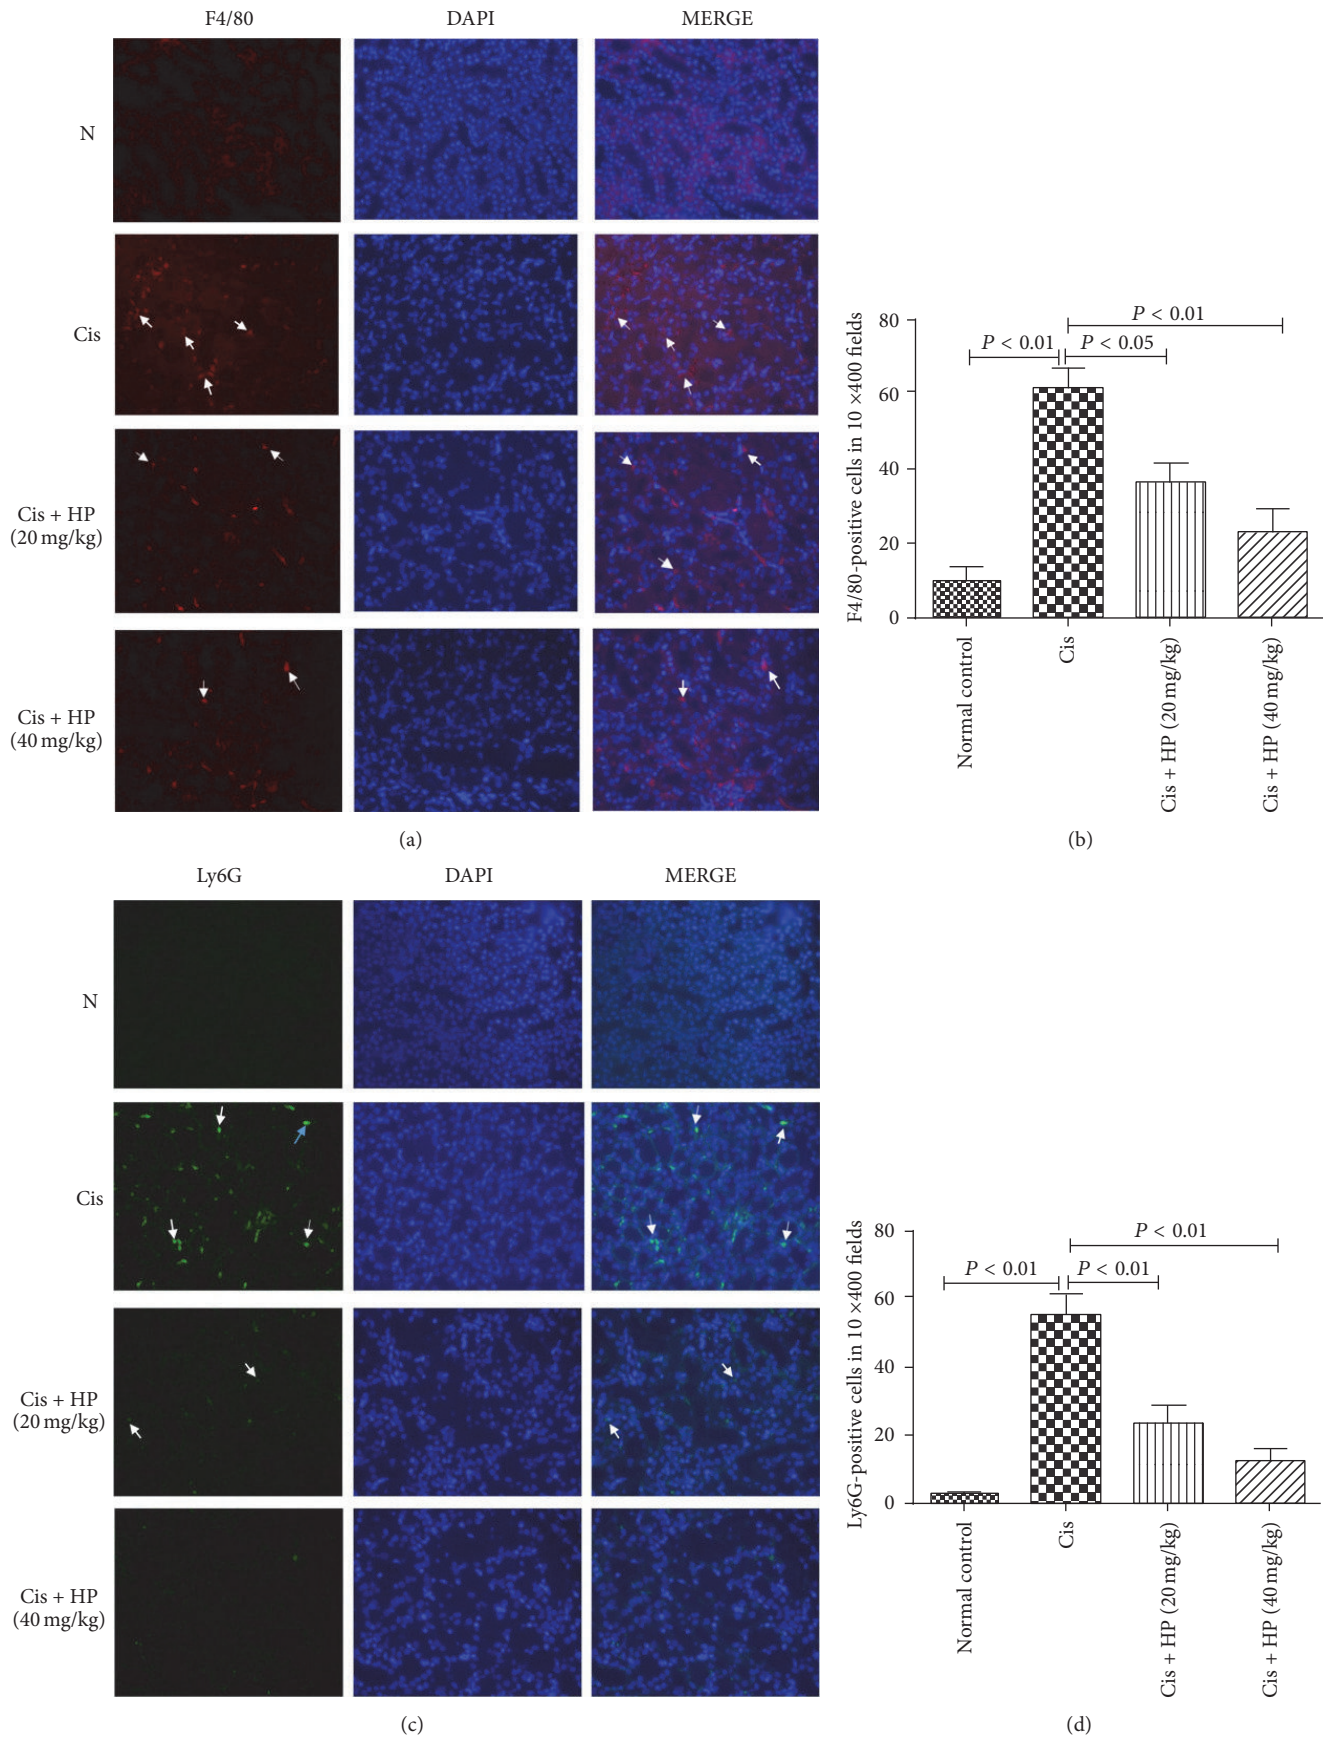 F4/80 DAPI MERGE
N
Cis
Cis + HP
(20 mg/kg)
Cis + HP
(40 mg/kg)
(a)
F4/80-positive cells in 10 ×400 fields
80
60
40
20
0
P < 0.01
P < 0.01 P < 0.05
Normal control
Cis
Cis + HP (20 mg/kg)
Cis + HP (40 mg/kg)
(b)
Ly6G DAPI MERGE
N
Cis
Cis + HP
(20 mg/kg)
Cis + HP
(40 mg/kg)
(c)
Ly6G-positive cells in 10 ×400 fields
80
60
40
20
0
P < 0.01
P < 0.01 P < 0.01
Normal control
Cis
Cis + HP (20 mg/kg)
Cis + HP (40 mg/kg)
(d)